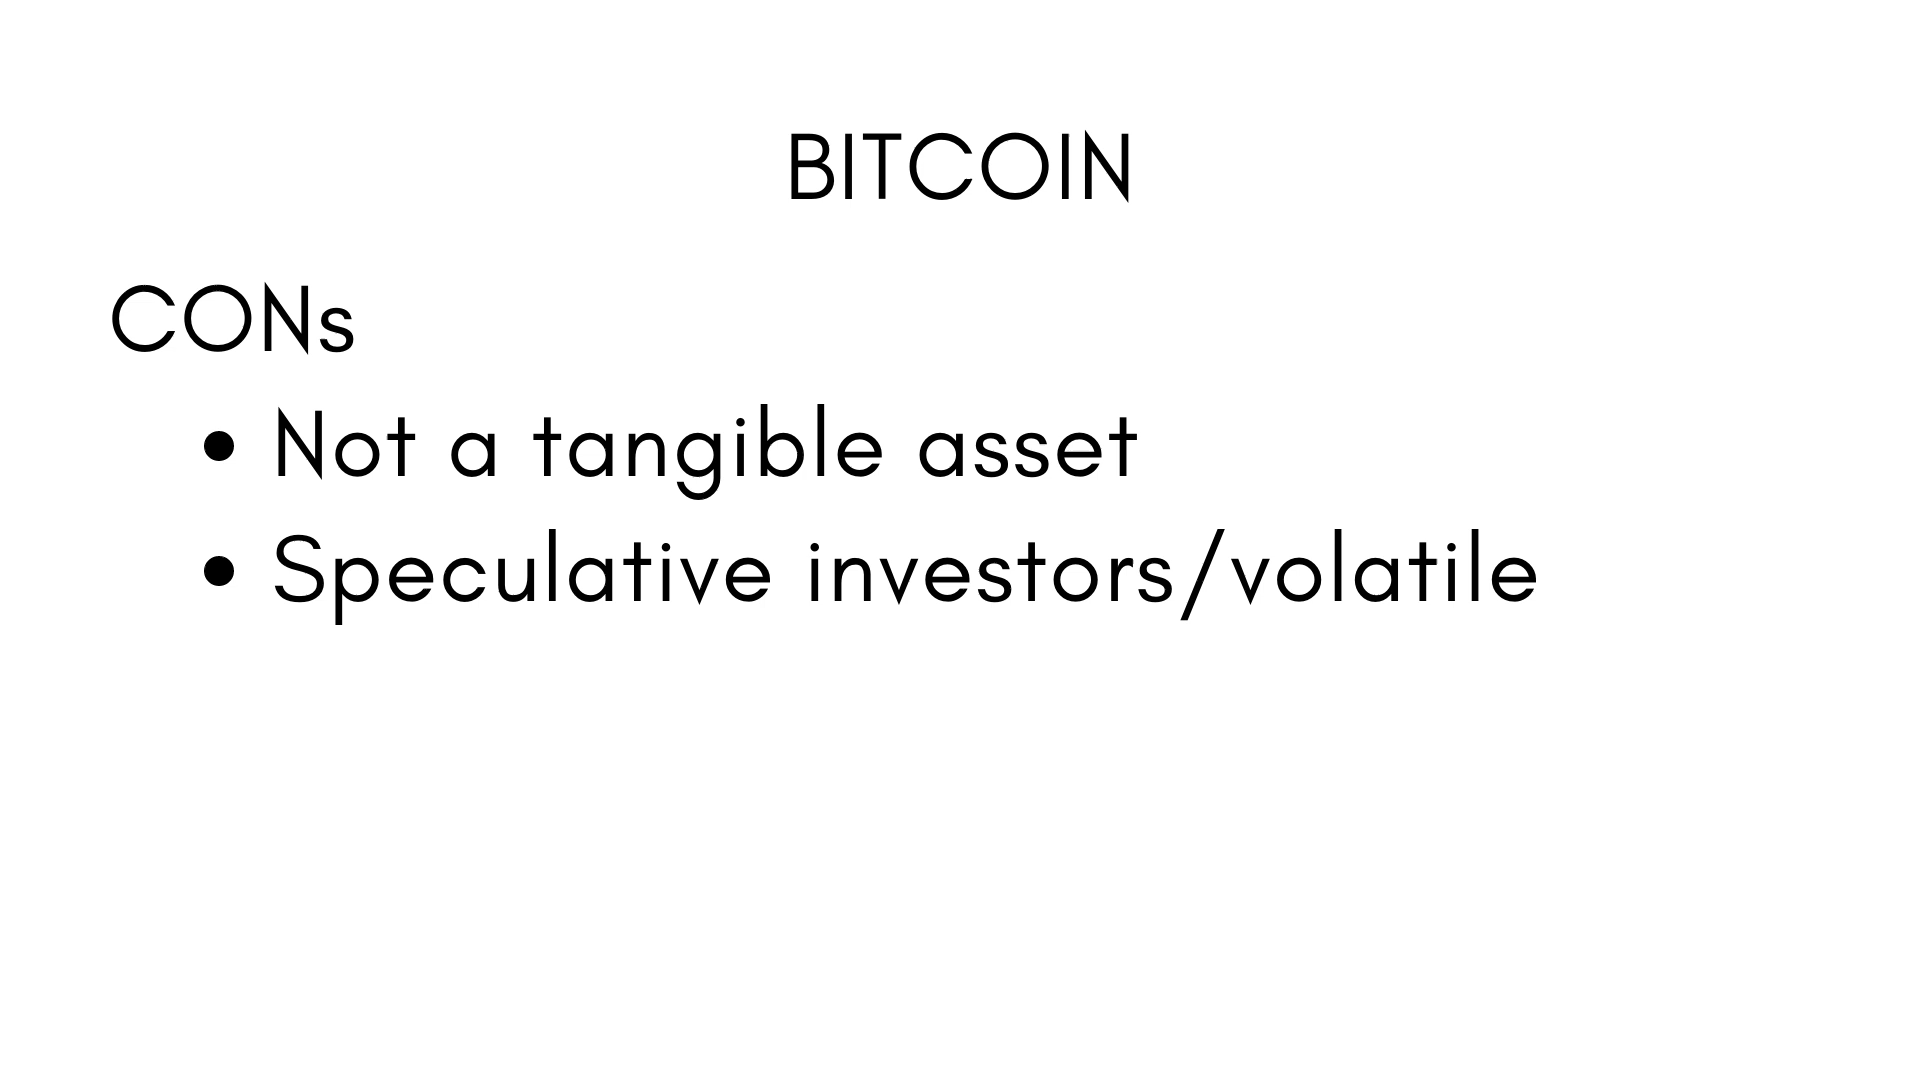 BITCOIN
CONs
• Not a tangible asset
• Speculative investors/volatile